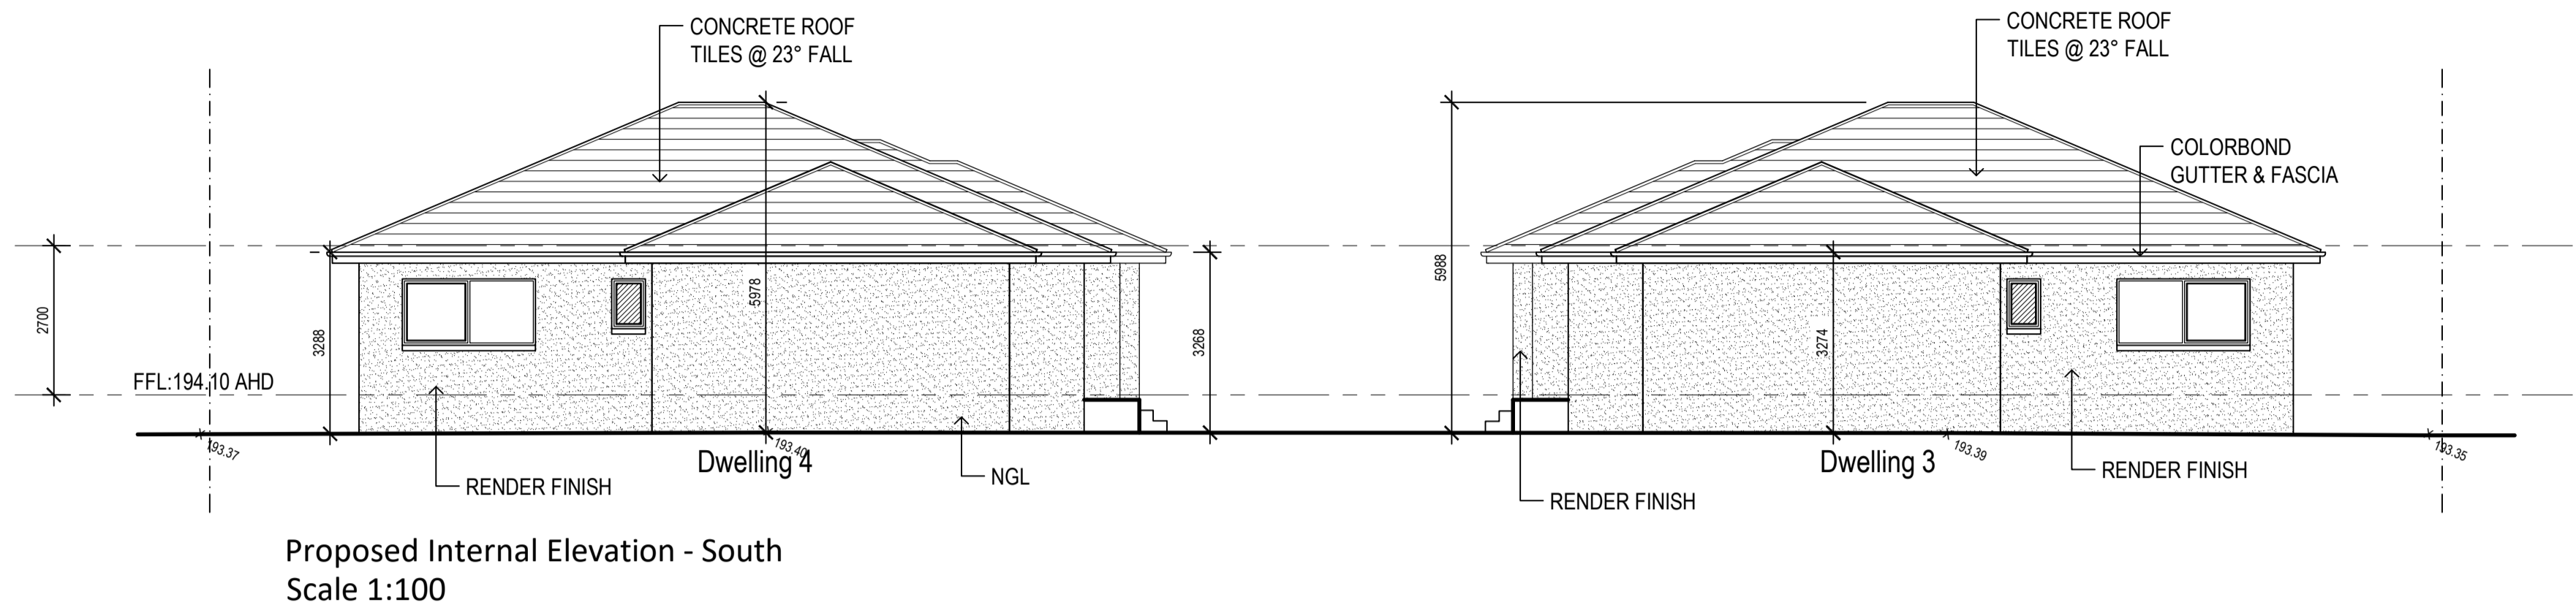 CONCRETE ROOF
TILES @ 23° FALL
CONCRETE ROOF
TILES @ 23° FALL
COLORBOND
GUTTER & FASCIA
2700
3288
5978
3268
5988
3274
FFL:194.10 AHD
193.37
193.40
193.39
193.35
Dwelling 4
Dwelling 3
RENDER FINISH
NGL
RENDER FINISH
RENDER FINISH
Proposed Internal Elevation - South
Scale 1:100